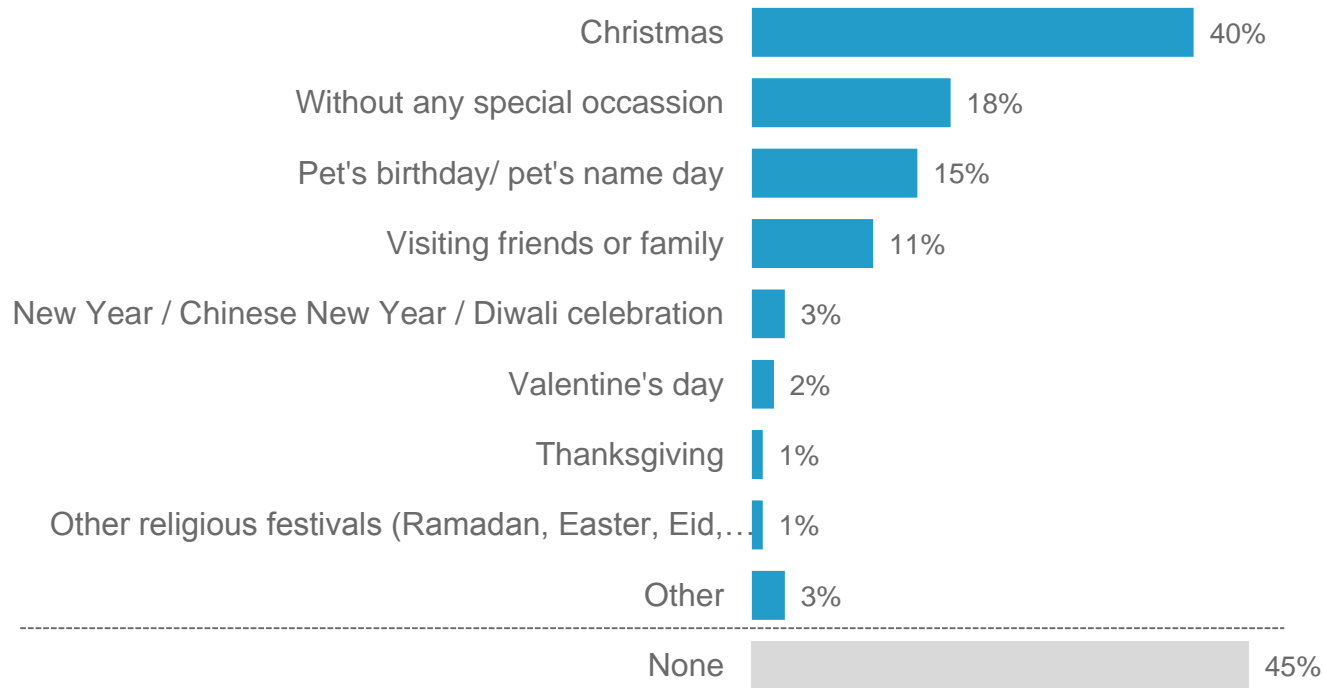 Christmas 40%
Without any special occassion 18%
Pet's birthday/ pet's name day 15%
Visiting friends or family 11%
New Year / Chinese New Year / Diwali celebration 3%
Valentine's day 2%
Thanksgiving 1%
Other religious festivals (Ramadan, Easter, Eid,… 1%
Other 3%
None 45%